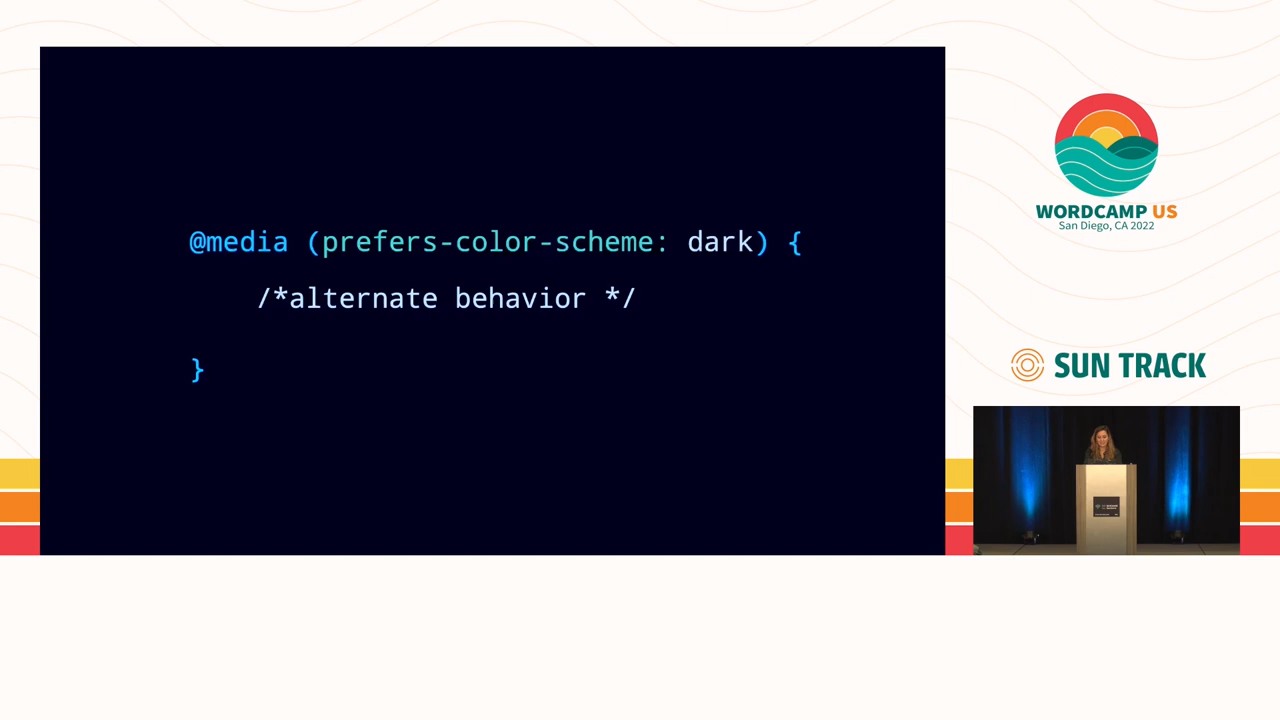 @media (prefers-color-scheme: dark) {
/*alternate behavior */
}
WORDCAMP US
San Diego, CA 2022
SUN TRACK